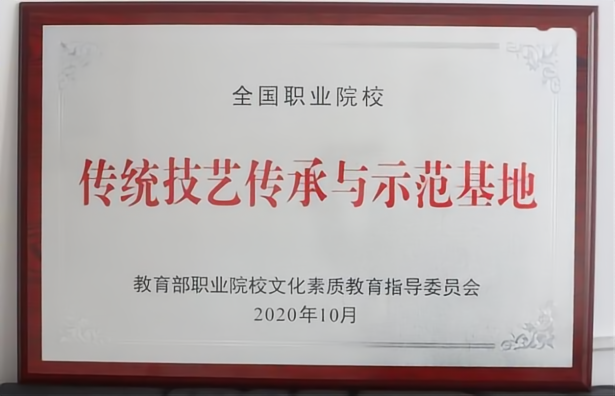 全国职业院校
传统技艺传承与示范基地
教育部职业院校文化素质教育指导委员会
2020年10月